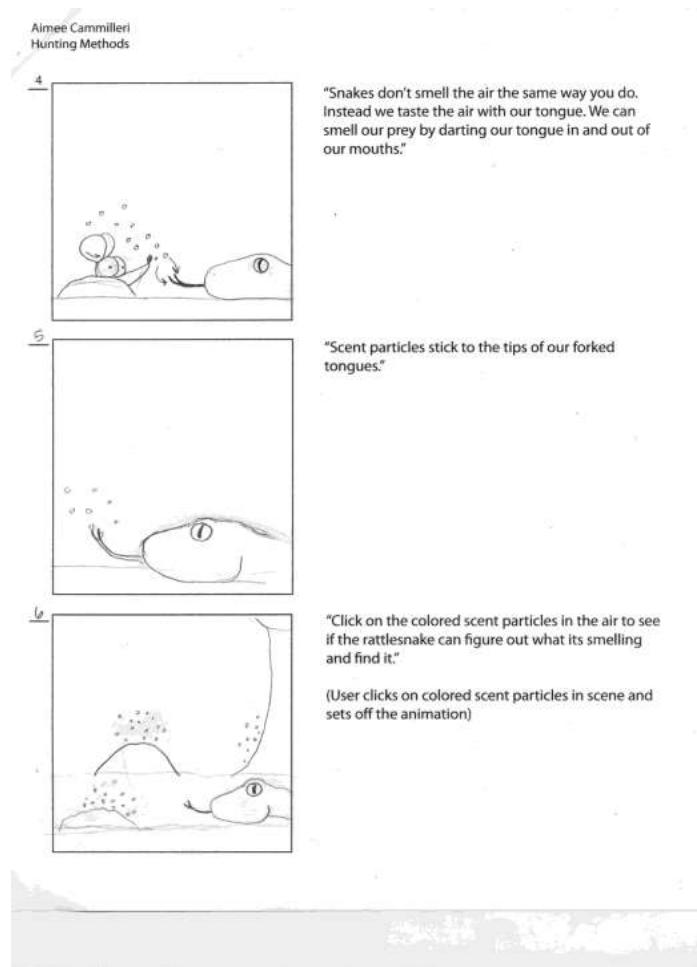 Aimee Cammilleri
Hunting Methods
4
“Snakes don't smell the air the same way you do.
Instead we taste the air with our tongue. We can
smell our prey by darting our tongue in and out of
our mouths.”
5
“Scent particles stick to the tips of our forked
tongues.”
6
“Click on the colored scent particles in the air to see
if the rattlesnake can figure out what its smelling
and find it.”
(User clicks on colored scent particles in scene and
sets off the animation)